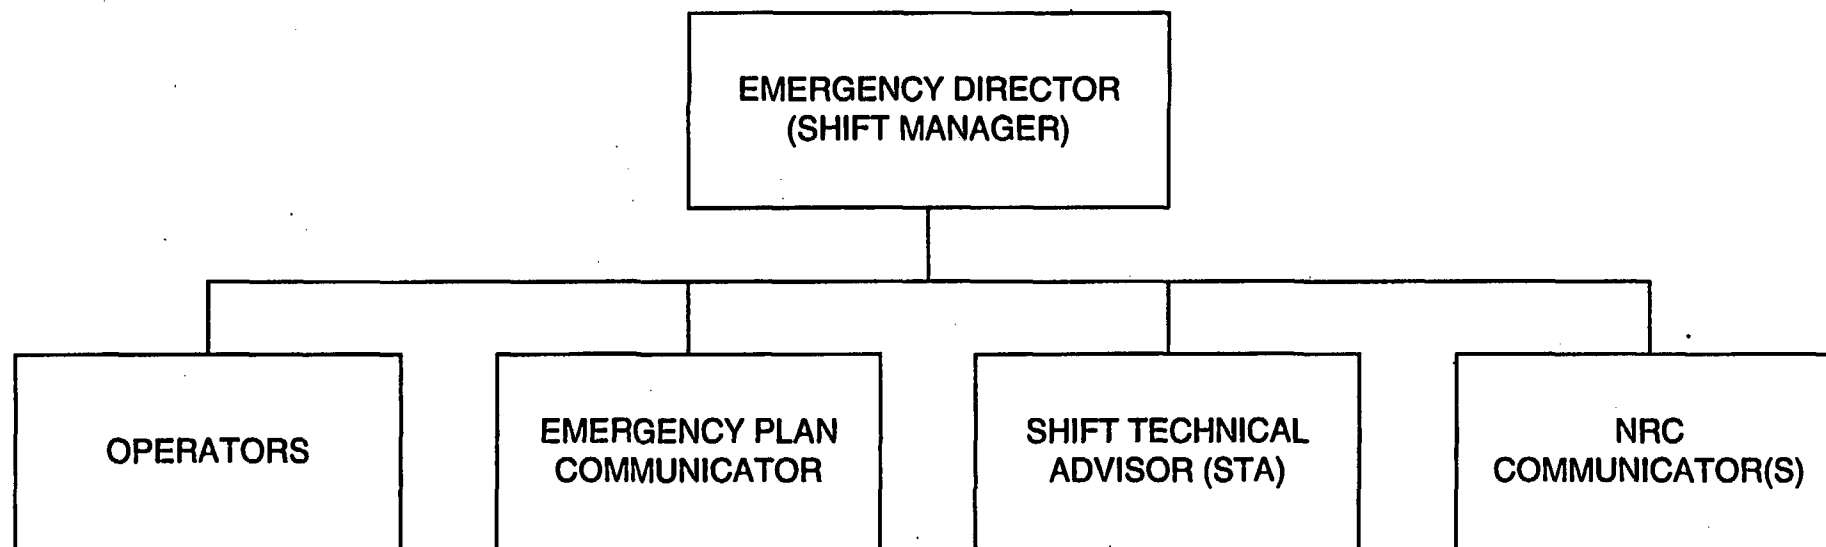 EMERGENCY DIRECTOR
(SHIFT MANAGER)
OPERATORS
EMERGENCY PLAN
COMMUNICATOR
SHIFT TECHNICAL
ADVISOR (STA)
NRC
COMMUNICATOR(S)